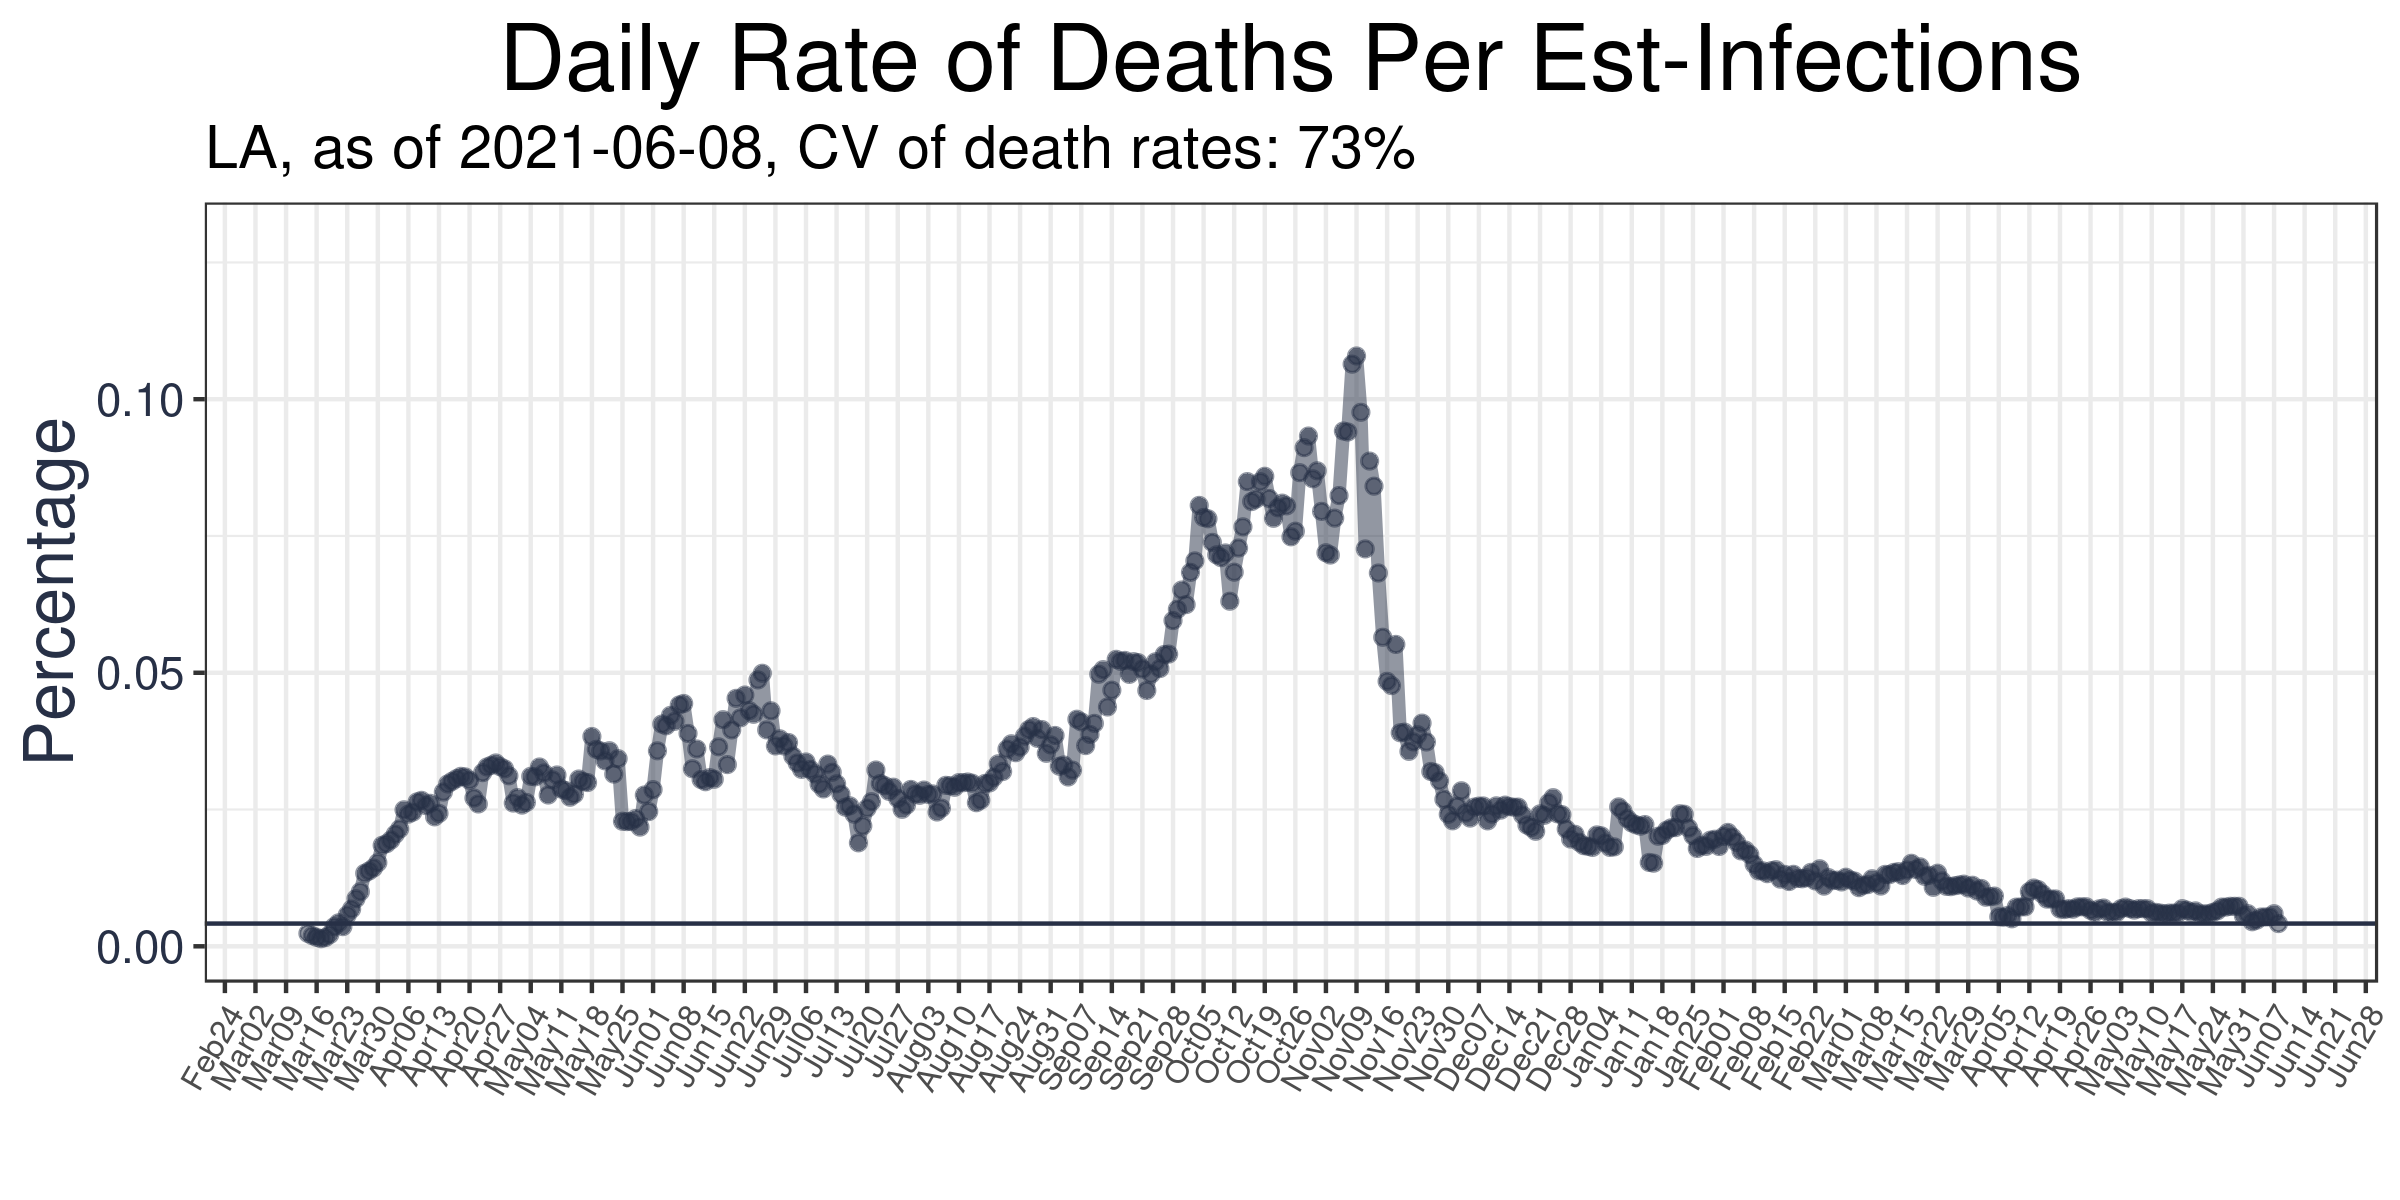 Daily Rate of Deaths Per Est-Infections
LA, as of 2021-06-08, CV of death rates: 73%
Percentage
0.10
0.05
0.00
Feb24
Mar02
Mar09
Mar16
Mar23
Mar30
Apr06
Apr13
Apr20
Apr27
May04
May11
May18
May25
Jun01
Jun08
Jun15
Jun22
Jun29
Jul06
Jul13
Jul20
Jul27
Aug03
Aug10
Aug17
Aug24
Aug31
Sep07
Sep14
Sep21
Sep28
Oct05
Oct12
Oct19
Oct26
Nov02
Nov09
Nov16
Nov23
Nov30
Dec07
Dec14
Dec21
Dec28
Jan04
Jan11
Jan18
Jan25
Feb01
Feb08
Feb15
Feb22
Mar01
Mar08
Mar15
Mar22
Mar29
Apr05
Apr12
Apr19
Apr26
May03
May10
May17
May24
May31
Jun07
Jun14
Jun21
Jun28